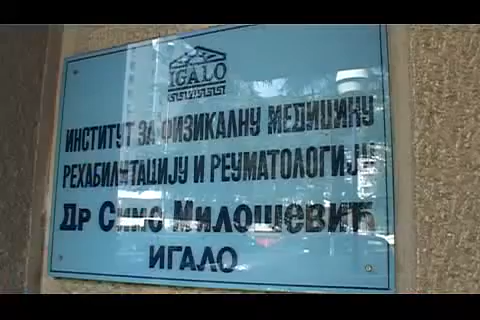 IGALO
ИНСТИТУТ ЗА ФИЗИКАЛНУ МЕДИЦИНУ
РЕХАБИЛИТАЦИЈУ И РЕУМАТОЛОГИЈУ
Др Симо Милошевић
ИГАЛО